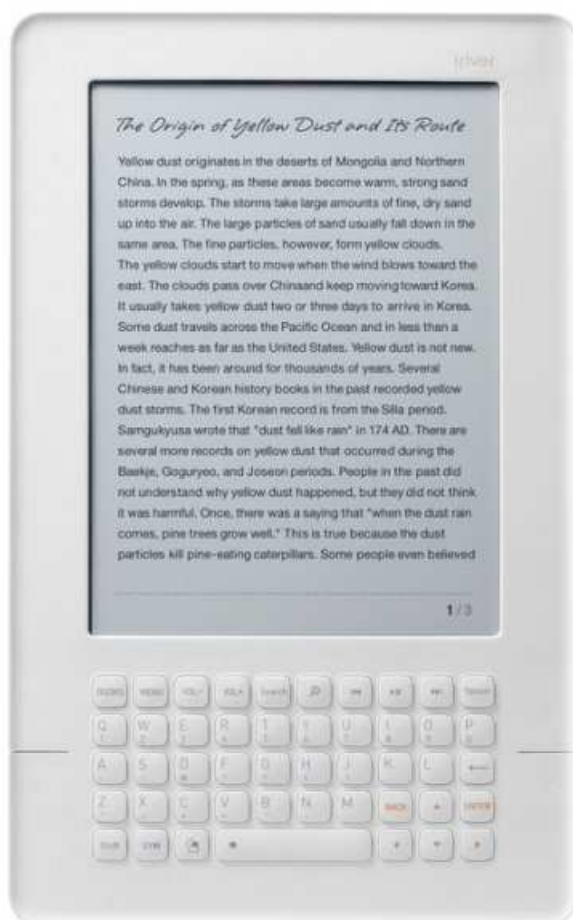 iriver
The Origin of Yellow Dust and Its Route
Yellow dust originates in the deserts of Mongolia and Northern
China. In the spring, as these areas become warm, strong sand
storms develop. The storms take large amounts of fine, dry sand
up into the air. The large particles of sand usually fall down in the
same area. The fine particles, however, form yellow clouds.
The yellow clouds start to move when the wind blows toward the
east. The clouds pass over Chinaand keep moving toward Korea.
It usually takes yellow dust two or three days to arrive in Korea.
Some dust travels across the Pacific Ocean and in less than a
week reaches as far as the United States. Yellow dust is not new.
In fact, it has been around for thousands of years. Several
Chinese and Korean history books in the past recorded yellow
dust storms. The first Korean record is from the Silla period.
Samgukyusa wrote that "dust fell like rain" in 174 AD. There are
several more records on yellow dust that occurred during the
Baekje, Goguryeo, and Joseon periods. People in the past did
not understand why yellow dust happened, but they did not think
it was harmful. Once, there was a saying that "when the dust rain
comes, pine trees grow well." This is true because the dust
particles kill pine-eating caterpillars. Some people even believed
1/3
MENU VOL- VOL+ Search
Q W E R T Y U I O P
A S D F G H J K L
Z X C V B N M BACK ENTER
SYM